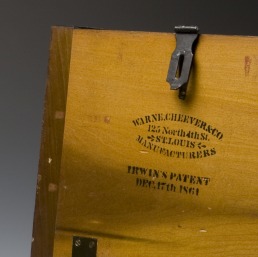 WARNE, CHEEVER & CO
125 North 4th St.
ST. LOUIS
MANUFACTURERS
IRWIN'S PATENT
DEC. 17th 1861